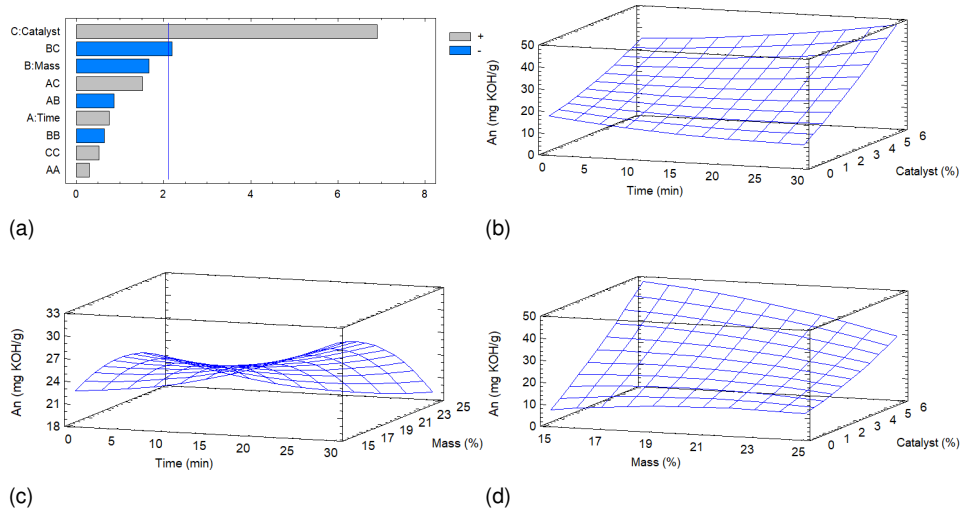 C:Catalyst
BC
B:Mass
AC
AB
A:Time
BB
CC
AA
0 2 4 6 8
+
-
(a)
An (mg KOH/g)
50
40
30
20
10
0
0 5 10 15 20 25 30
Time (min)
0 1 2 3 4 5 6
Catalyst (%)
(b)
An (mg KOH/g)
33
30
27
24
21
18
0 5 10 15 20 25 30
Time (min)
15 17 19 21 23 25
Mass (%)
(c)
An (mg KOH/g)
50
40
30
20
10
0
15 17 19 21 23 25
Mass (%)
0 1 2 3 4 5 6
Catalyst (%)
(d)